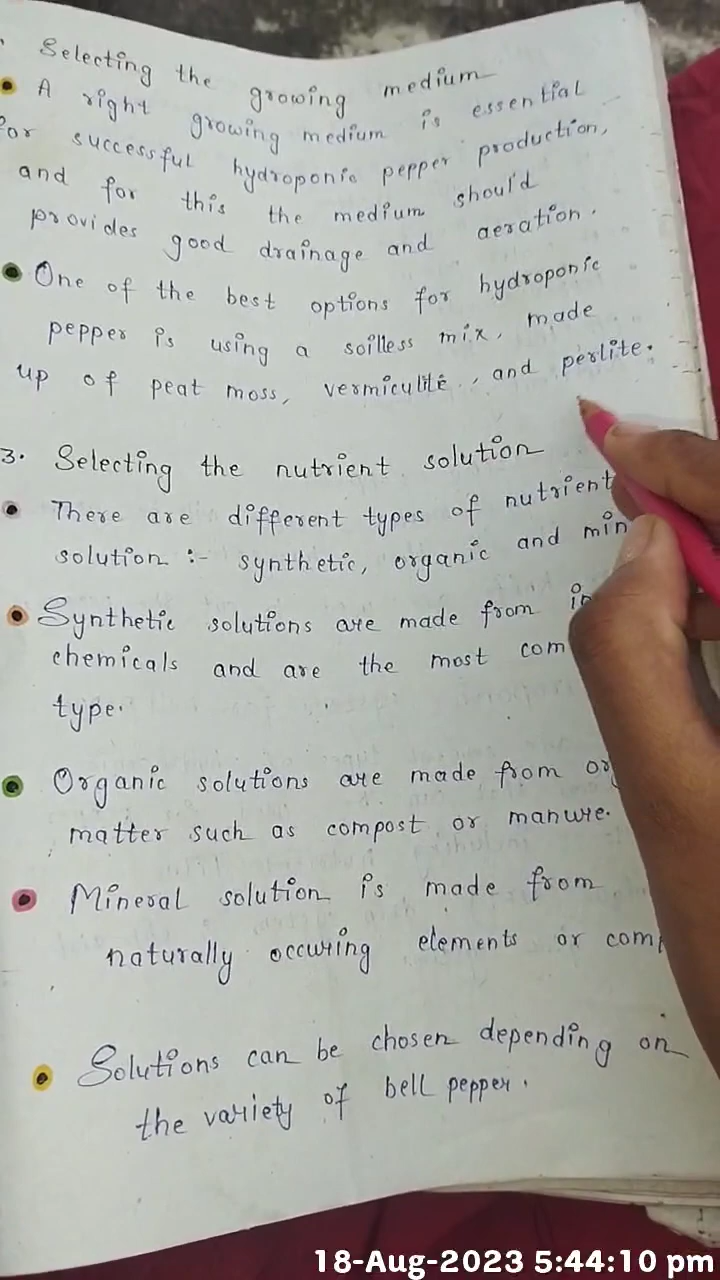 Selecting the growing medium
A right growing medium is essential
for successful hydroponic pepper production,
and for this the medium should
provides good drainage and aeration.
One of the best options for hydroponic
pepper is using a soilless mix, made
up of peat moss, vermiculite, and perlite.
3. Selecting the nutrient solution
There are different types of nutrient
solution :- synthetic, organic and
Synthetic solutions are made from
chemicals and are the most
type.
Organic solutions are made from
matter such as compost or manure.
Mineral solution is made from
naturally occuring elements or
Solutions can be chosen depending on
the variety of bell pepper.
18-Aug-2023 5:44:10 pm